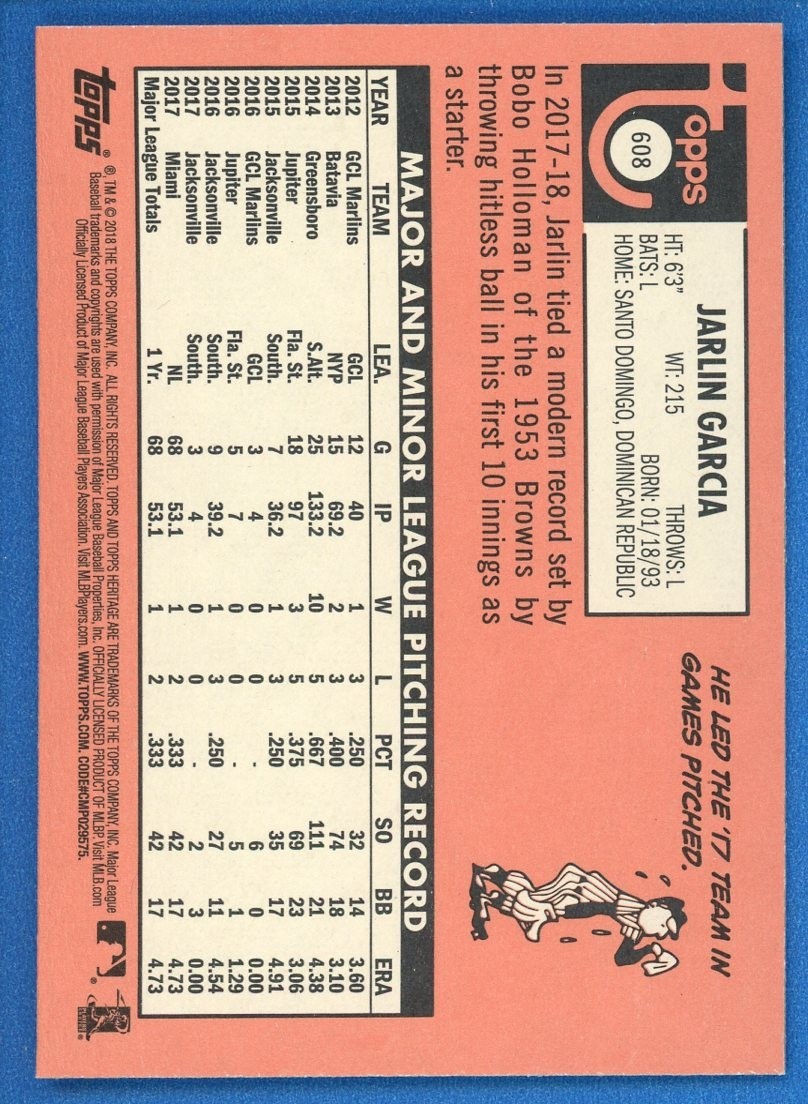 Topps
608
JARLIN GARCIA
HT: 6'3" WT: 215 THROWS: L
BATS: L BORN: 01/18/93
HOME: SANTO DOMINGO, DOMINICAN REPUBLIC
HE LED THE '17 TEAM IN
GAMES PITCHED.
In 2017-18, Jarlin tied a modern record set by
Bobo Holloman of the 1953 Browns by
throwing hitless ball in his first 10 innings as
a starter.
MAJOR AND MINOR LEAGUE PITCHING RECORD
YEAR TEAM LEA. G IP W L PCT SO BB ERA
2012 GCL Marlins GCL 12 40 1 3 .250 32 14 3.60
2013 Batavia NYP 15 69.2 2 3 .400 74 18 3.10
2014 Greensboro S.Alt. 25 133.2 10 5 .667 111 21 4.38
2015 Jupiter Fla. St. 18 97 3 5 .375 69 23 3.06
2015 Jacksonville South. 7 36.2 1 3 .250 35 17 4.91
2016 GCL Marlins GCL 3 4 0 0 - 6 0 0.00
2016 Jupiter Fla. St. 5 7 0 0 - 5 1 1.29
2016 Jacksonville South. 9 39.2 1 3 .250 27 11 4.54
2017 Jacksonville South. 3 4 0 0 - 2 3 0.00
2017 Miami NL 68 53.1 1 2 .333 42 17 4.73
Major League Totals 1 Yr. 68 53.1 1 2 .333 42 17 4.73
topps®
®, TM & © 2018 THE TOPPS COMPANY, INC. ALL RIGHTS RESERVED. TOPPS AND TOPPS HERITAGE ARE TRADEMARKS OF THE TOPPS COMPANY, INC. Major League
Baseball trademarks and copyrights are used with permission of Major League Baseball Properties, Inc. OFFICIALLY LICENSED PRODUCT OF MLBP. Visit MLB.com
Officially Licensed Product of Major League Baseball Players Association. Visit MLBPlayers.com. WWW.TOPPS.COM. CODE#CMP029575.